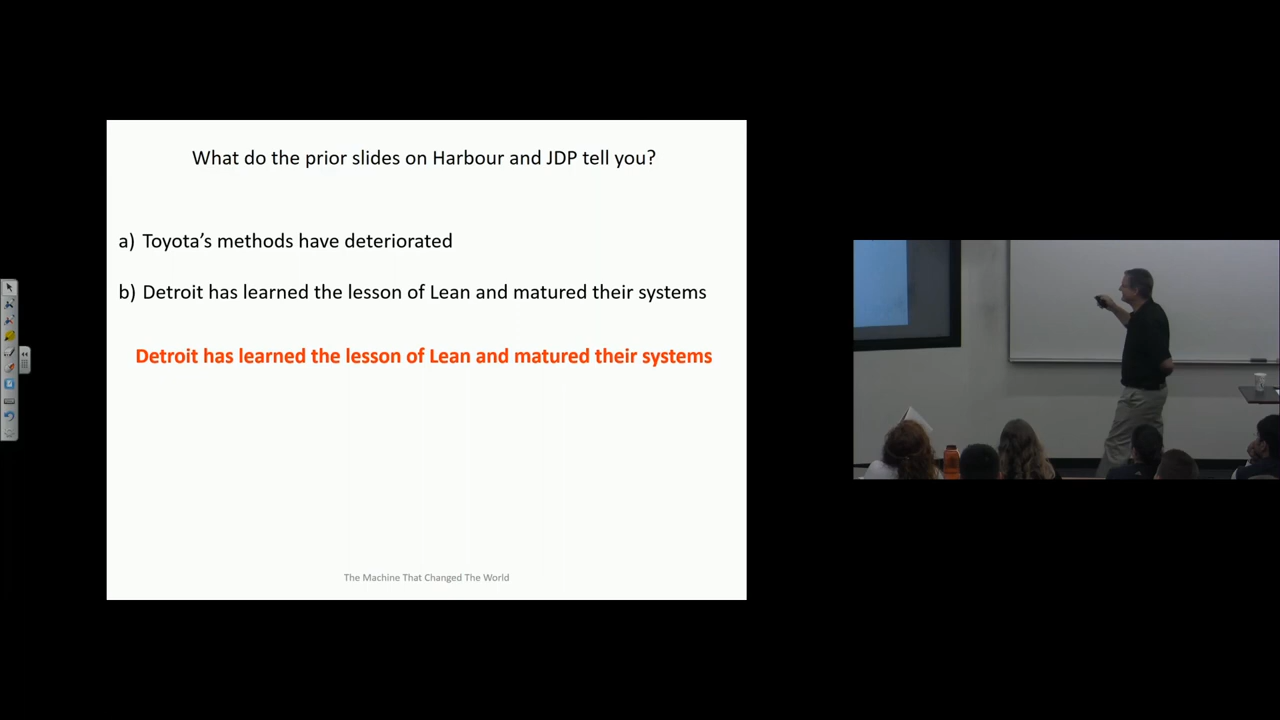 What do the prior slides on Harbour and JDP tell you?
a) Toyota’s methods have deteriorated
b) Detroit has learned the lesson of Lean and matured their systems
Detroit has learned the lesson of Lean and matured their systems
The Machine That Changed The World